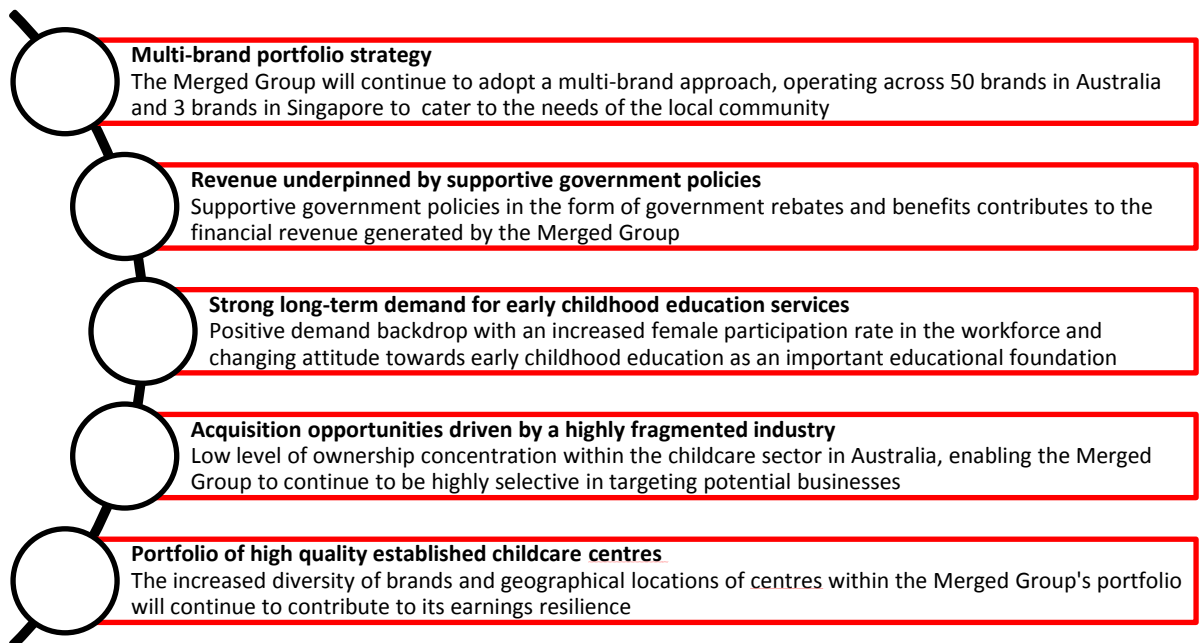 Multi-brand portfolio strategy
The Merged Group will continue to adopt a multi-brand approach, operating across 50 brands in Australia
and 3 brands in Singapore to  cater to the needs of the local community
Revenue underpinned by supportive government policies
Supportive government policies in the form of government rebates and benefits contributes to the
financial revenue generated by the Merged Group
Strong long-term demand for early childhood education services
Positive demand backdrop with an increased female participation rate in the workforce and
changing attitude towards early childhood education as an important educational foundation
Acquisition opportunities driven by a highly fragmented industry
Low level of ownership concentration within the childcare sector in Australia, enabling the Merged
Group to continue to be highly selective in targeting potential businesses
Portfolio of high quality established childcare centres
The increased diversity of brands and geographical locations of centres within the Merged Group's portfolio
will continue to contribute to its earnings resilience